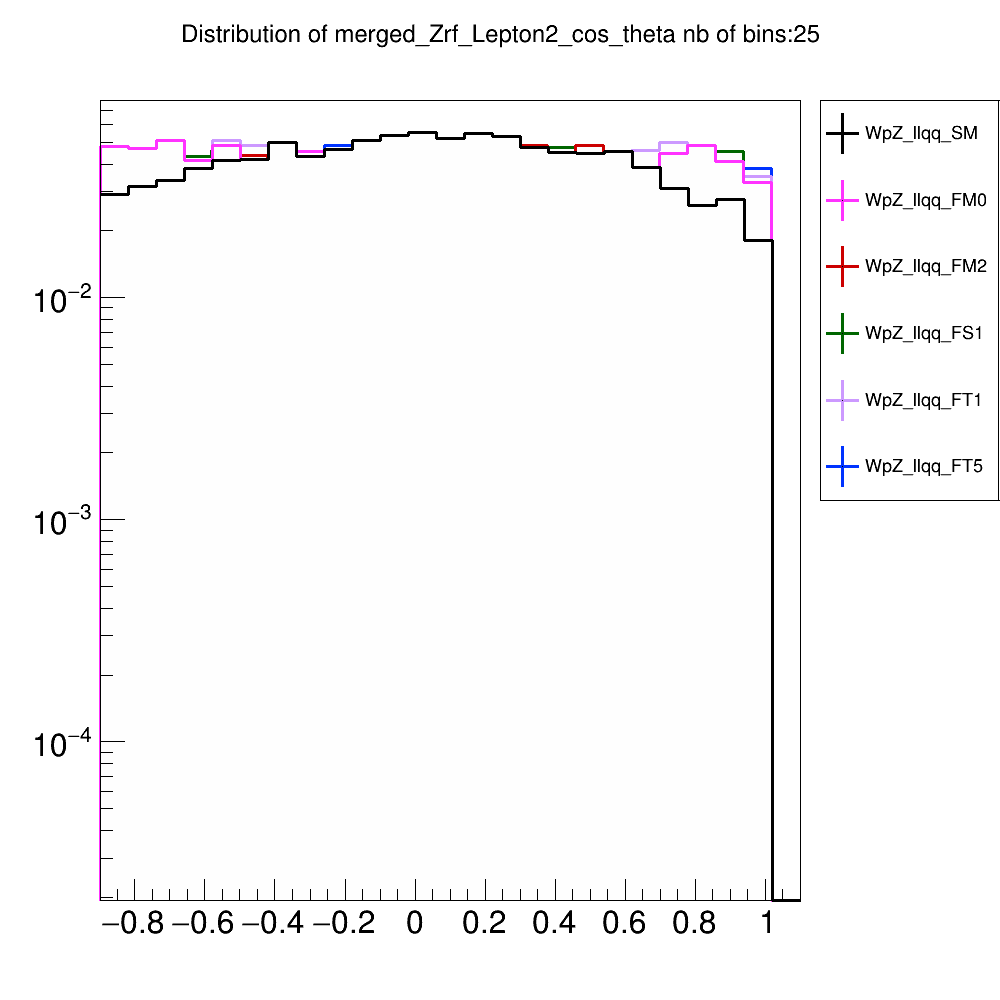 Distribution of merged_Zrf_Lepton2_cos_theta nb of bins:25
WpZ_llqq_SM
WpZ_llqq_FM0
WpZ_llqq_FM2
WpZ_llqq_FS1
WpZ_llqq_FT1
WpZ_llqq_FT5
10−2
10−3
10−4
−0.8 −0.6 −0.4 −0.2 0 0.2 0.4 0.6 0.8 1